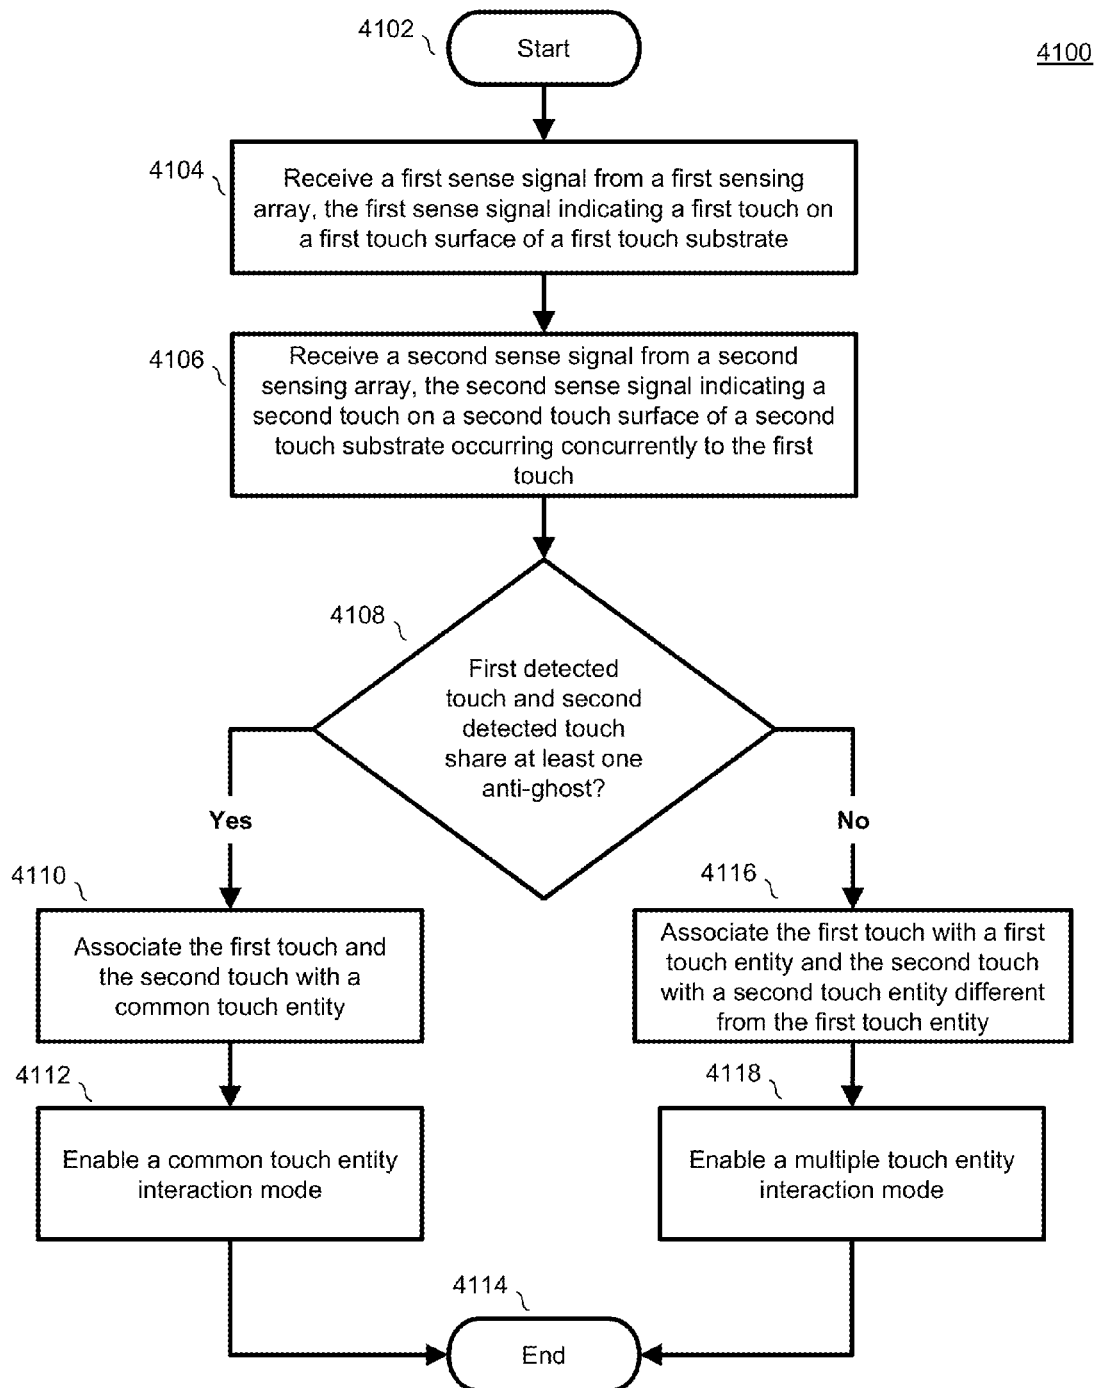 4102
Start
4100
4104
Receive a first sense signal from a first sensing
array, the first sense signal indicating a first touch on
a first touch surface of a first touch substrate
4106
Receive a second sense signal from a second
sensing array, the second sense signal indicating a
second touch on a second touch surface of a second
touch substrate occurring concurrently to the first
touch
4108
First detected
touch and second
detected touch
share at least one
anti-ghost?
Yes
No
4110
Associate the first touch and
the second touch with a
common touch entity
4116
Associate the first touch with a first
touch entity and the second touch
with a second touch entity different
from the first touch entity
4112
Enable a common touch entity
interaction mode
4118
Enable a multiple touch entity
interaction mode
4114
End